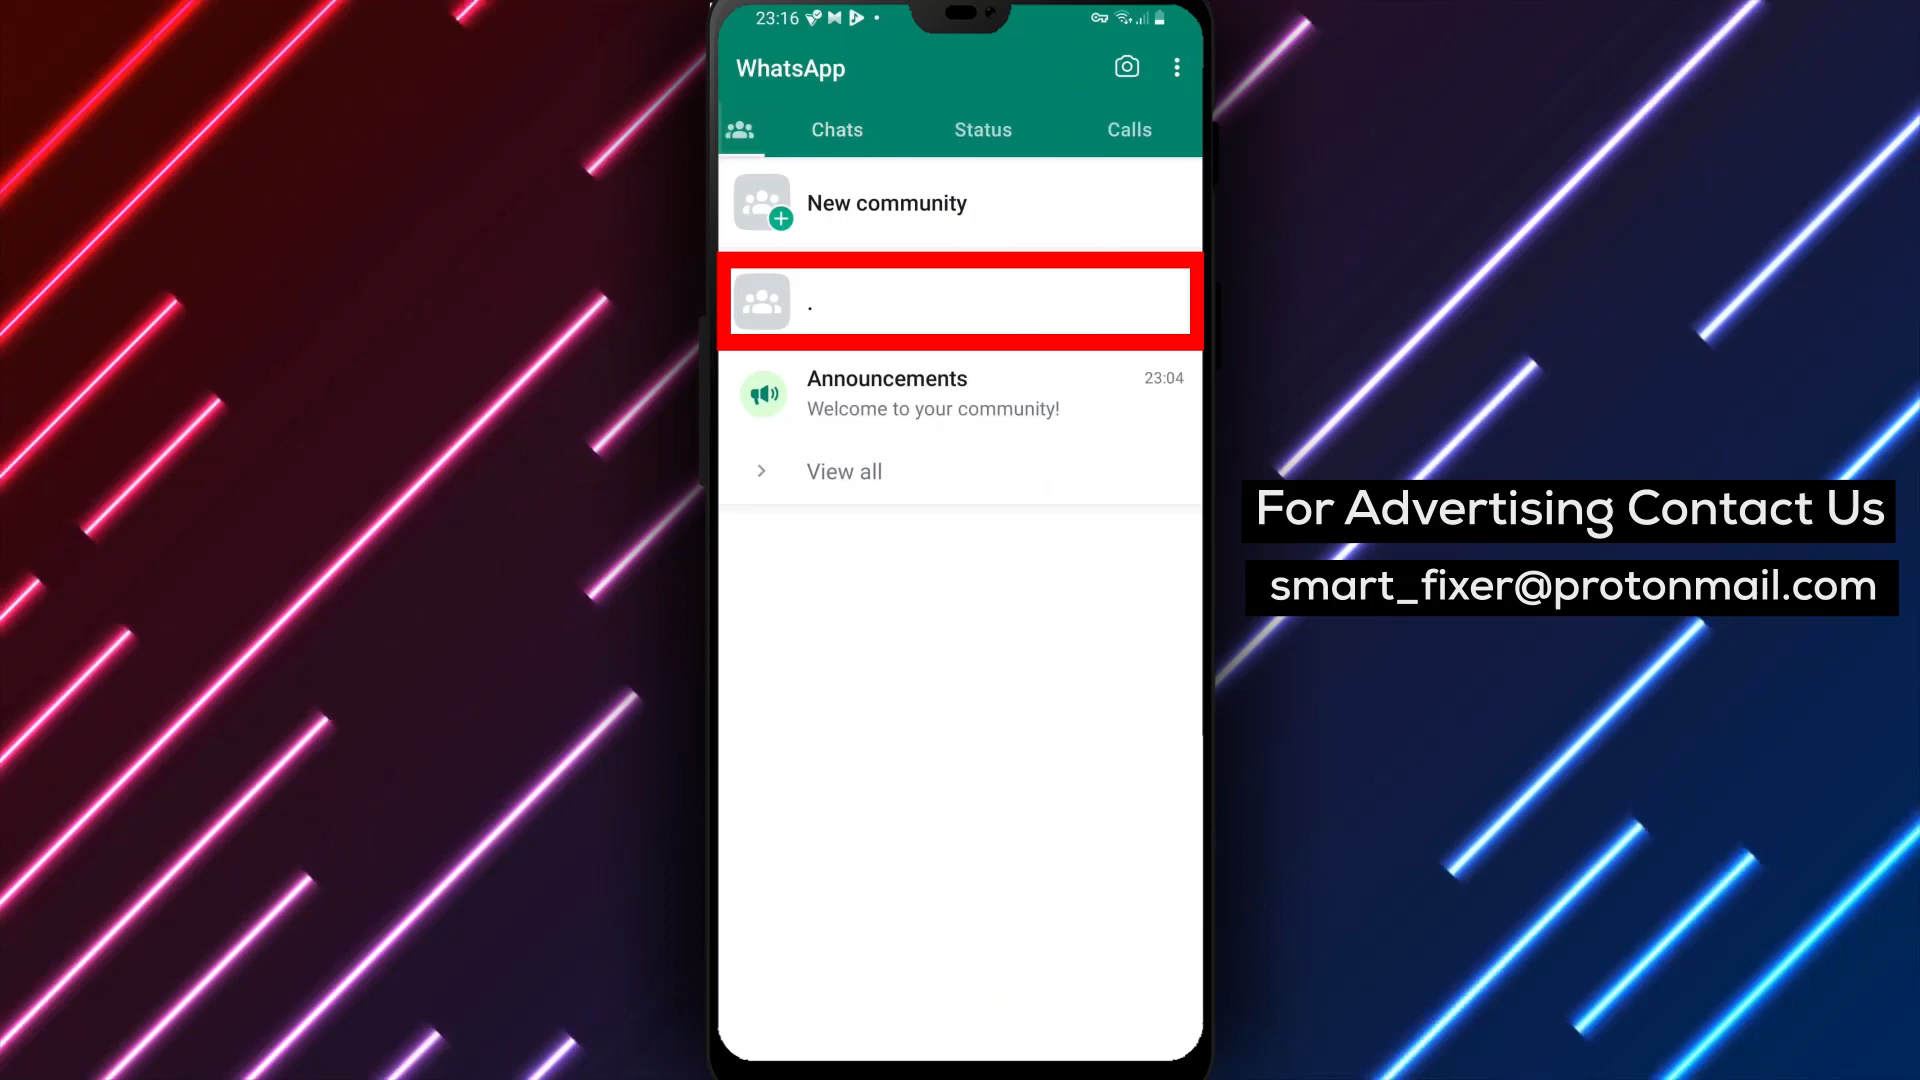 23:16
WhatsApp
Chats
Status
Calls
New community
.
Announcements
23:04
Welcome to your community!
View all
For Advertising Contact Us
smart_fixer@protonmail.com